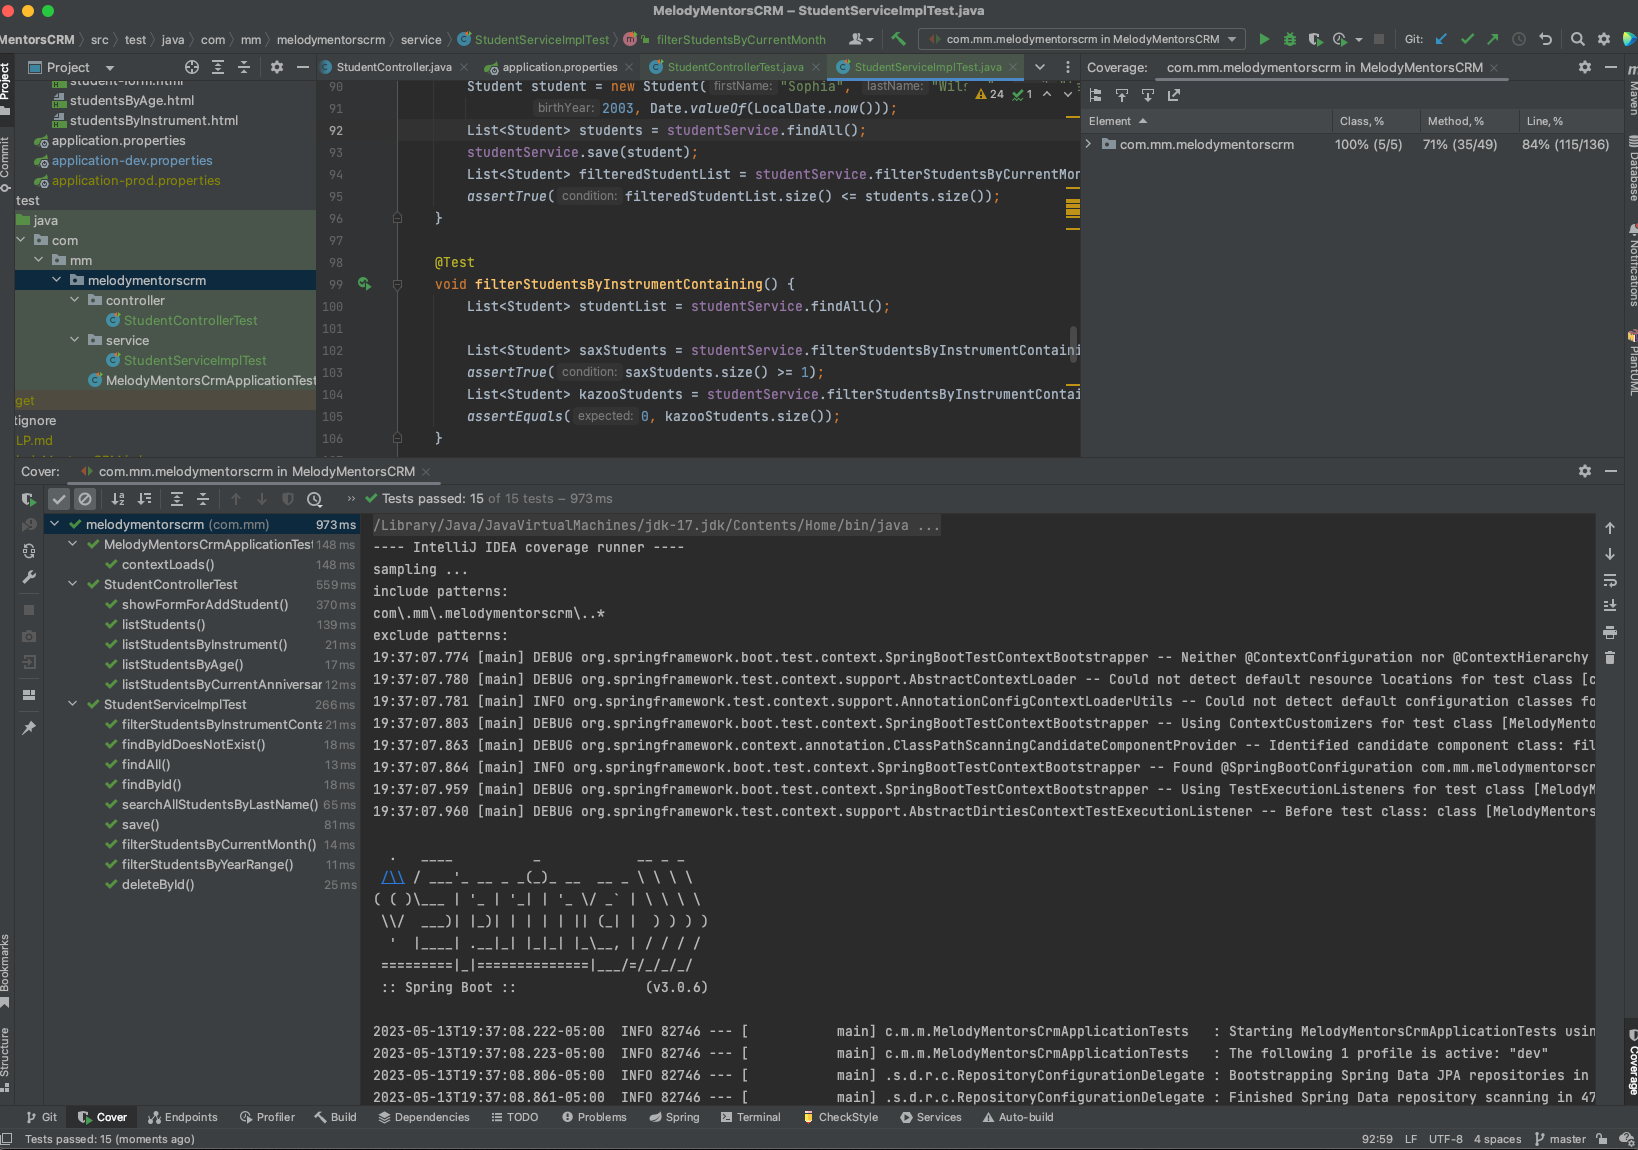 MelodyMentorsCRM – StudentServiceImplTest.java
MentorsCRM src test java com mm melodymentorscrm service StudentServiceImplTest filterStudentsByCurrentMonth com.mm.melodymentorscrm in MelodyMentorsCRM Git:
Project
StudentController.java application.properties StudentControllerTest.java StudentServiceImplTest.java
Coverage: com.mm.melodymentorscrm in MelodyMentorsCRM
student-form.html
studentsByAge.html
studentsByInstrument.html
application.properties
application-dev.properties
application-prod.properties
test
java
com
mm
melodymentorscrm
controller
StudentControllerTest
service
StudentServiceImplTest
MelodyMentorsCrmApplicationTest
get
tignore
LP.md
90 Student student = new Student( firstName: "Sophia", lastName: "Wils
24 1
91 birthYear: 2003, Date.valueOf(LocalDate.now()));
92 List<Student> students = studentService.findAll();
93 studentService.save(student);
94 List<Student> filteredStudentList = studentService.filterStudentsByCurrentMon
95 assertTrue( condition: filteredStudentList.size() <= students.size());
96 }
97
98 @Test
99 void filterStudentsByInstrumentContaining() {
100 List<Student> studentList = studentService.findAll();
101
102 List<Student> saxStudents = studentService.filterStudentsByInstrumentContaini
103 assertTrue( condition: saxStudents.size() >= 1);
104 List<Student> kazooStudents = studentService.filterStudentsByInstrumentContai
105 assertEquals( expected: 0, kazooStudents.size());
106 }
Element Class, % Method, % Line, %
com.mm.melodymentorscrm 100% (5/5) 71% (35/49) 84% (115/136)
Project
Commit
Bookmarks
Structure
Maven
Database
Notifications
PlantUML
Coverage
Cover: com.mm.melodymentorscrm in MelodyMentorsCRM
Tests passed: 15 of 15 tests – 973 ms
melodymentorscrm (com.mm) 973 ms
MelodyMentorsCrmApplicationTest 148 ms
contextLoads() 148 ms
StudentControllerTest 559 ms
showFormForAddStudent() 370 ms
listStudents() 139 ms
listStudentsByInstrument() 21 ms
listStudentsByAge() 17 ms
listStudentsByCurrentAnniversar 12 ms
StudentServiceImplTest 266 ms
filterStudentsByInstrumentConta 21 ms
findByIdDoesNotExist() 18 ms
findAll() 13 ms
findById() 18 ms
searchAllStudentsByLastName() 65 ms
save() 81 ms
filterStudentsByCurrentMonth() 14 ms
filterStudentsByYearRange() 11 ms
deleteById() 25 ms
/Library/Java/JavaVirtualMachines/jdk-17.jdk/Contents/Home/bin/java ...
---- IntelliJ IDEA coverage runner ----
sampling ...
include patterns:
com\.mm\.melodymentorscrm\..*
exclude patterns:
19:37:07.774 [main] DEBUG org.springframework.boot.test.context.SpringBootTestContextBootstrapper -- Neither @ContextConfiguration nor @ContextHierarchy
19:37:07.780 [main] DEBUG org.springframework.test.context.support.AbstractContextLoader -- Could not detect default resource locations for test class [c
19:37:07.781 [main] INFO org.springframework.test.context.support.AnnotationConfigContextLoaderUtils -- Could not detect default configuration classes fo
19:37:07.803 [main] DEBUG org.springframework.boot.test.context.SpringBootTestContextBootstrapper -- Using ContextCustomizers for test class [MelodyMento
19:37:07.863 [main] DEBUG org.springframework.context.annotation.ClassPathScanningCandidateComponentProvider -- Identified candidate component class: fil
19:37:07.864 [main] INFO org.springframework.boot.test.context.SpringBootTestContextBootstrapper -- Found @SpringBootConfiguration com.mm.melodymentorscr
19:37:07.959 [main] DEBUG org.springframework.boot.test.context.SpringBootTestContextBootstrapper -- Using TestExecutionListeners for test class [MelodyM
19:37:07.960 [main] DEBUG org.springframework.test.context.support.AbstractDirtiesContextTestExecutionListener -- Before test class: class [MelodyMentors
:: Spring Boot :: (v3.0.6)
2023-05-13T19:37:08.222-05:00 INFO 82746 --- [ main] c.m.m.MelodyMentorsCrmApplicationTests : Starting MelodyMentorsCrmApplicationTests usin
2023-05-13T19:37:08.223-05:00 INFO 82746 --- [ main] c.m.m.MelodyMentorsCrmApplicationTests : The following 1 profile is active: "dev"
2023-05-13T19:37:08.806-05:00 INFO 82746 --- [ main] .s.d.r.c.RepositoryConfigurationDelegate : Bootstrapping Spring Data JPA repositories in
2023-05-13T19:37:08.861-05:00 INFO 82746 --- [ main] .s.d.r.c.RepositoryConfigurationDelegate : Finished Spring Data repository scanning in 47
Git Cover Endpoints Profiler Build Dependencies TODO Problems Spring Terminal CheckStyle Services Auto-build
Tests passed: 15 (moments ago) 92:59 LF UTF-8 4 spaces master